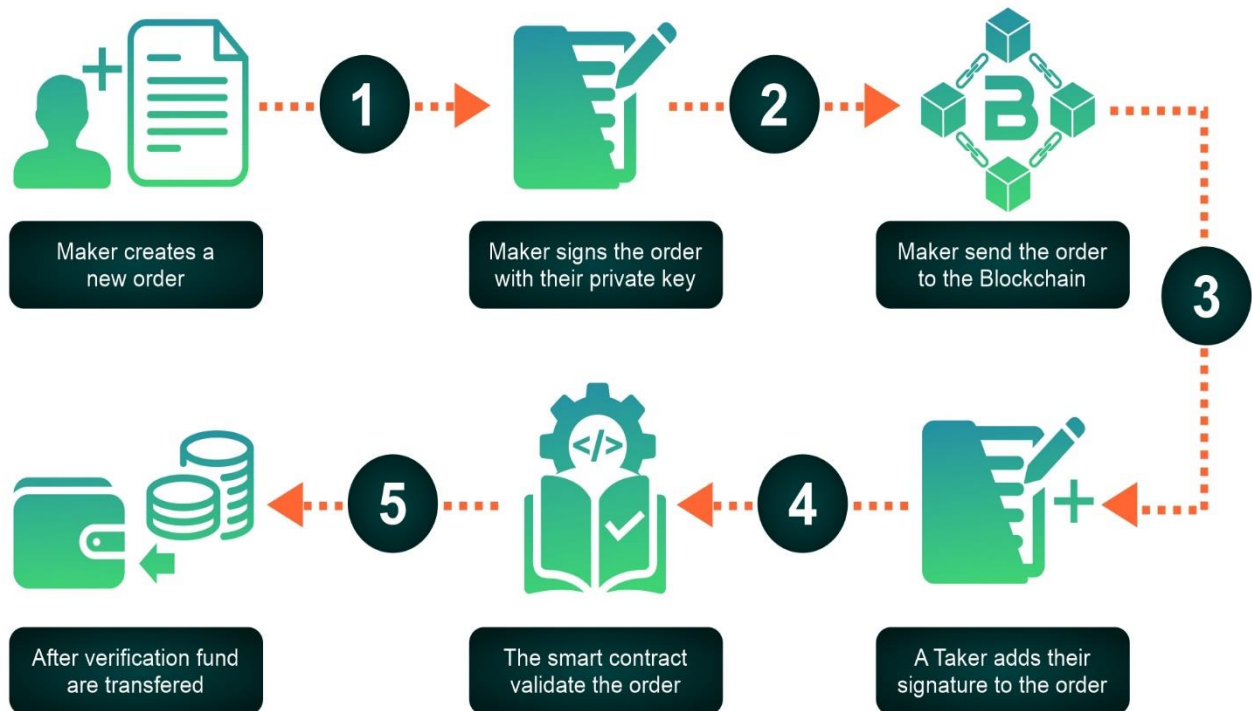 1
2
Maker creates a
new order
Maker signs the order
with their private key
Maker send the order
to the Blockchain
3
</>
5
4
After verification fund
are transfered
The smart contract
validate the order
A Taker adds their
signature to the order